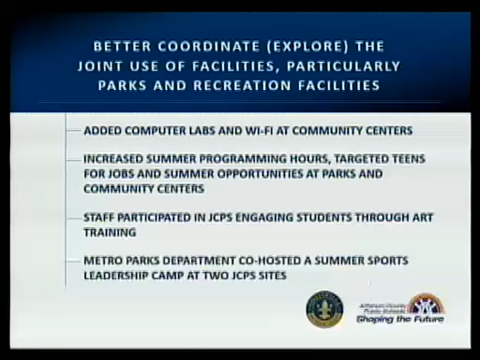 BETTER COORDINATE (EXPLORE) THE
JOINT USE OF FACILITIES, PARTICULARLY
PARKS AND RECREATION FACILITIES
ADDED COMPUTER LABS AND WI-FI AT COMMUNITY CENTERS
INCREASED SUMMER PROGRAMMING HOURS, TARGETED TEENS
FOR JOBS AND SUMMER OPPORTUNITIES AT PARKS AND
COMMUNITY CENTERS
STAFF PARTICIPATED IN JCPS ENGAGING STUDENTS THROUGH ART
TRAINING
METRO PARKS DEPARTMENT CO-HOSTED A SUMMER SPORTS
LEADERSHIP CAMP AT TWO JCPS SITES
Jefferson County
Public Schools
Shaping the Future